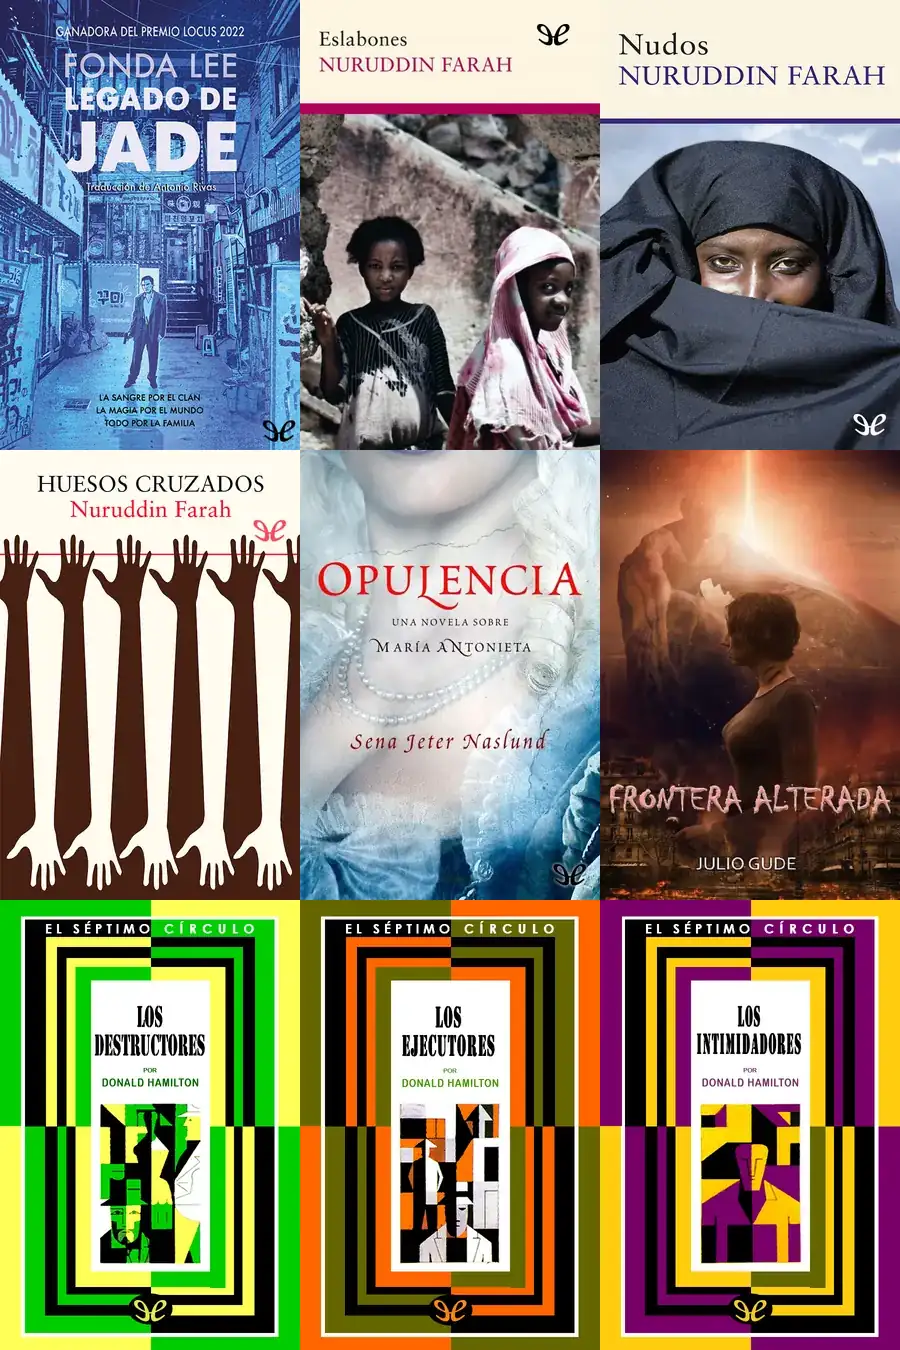 GANADORA DEL PREMIO LOCUS 2022
FONDA LEE
LEGADO DE
JADE
Traducción de Antonio Rivas
LA SANGRE POR EL CLAN
LA MAGIA POR EL MUNDO
TODO POR LA FAMILIA
Eslabones
NURUDDIN FARAH
Nudos
NURUDDIN FARAH
HUESOS CRUZADOS
Nuruddin Farah
OPULENCIA
UNA NOVELA SOBRE
MARÍA ANTONIETA
Sena Jeter Naslund
FRONTERA ALTERADA
JULIO GUDE
EL SÉPTIMO CÍRCULO
LOS
DESTRUCTORES
POR
DONALD HAMILTON
EL SÉPTIMO CÍRCULO
LOS
EJECUTORES
POR
DONALD HAMILTON
EL SÉPTIMO CÍRCULO
LOS
INTIMIDADORES
POR
DONALD HAMILTON